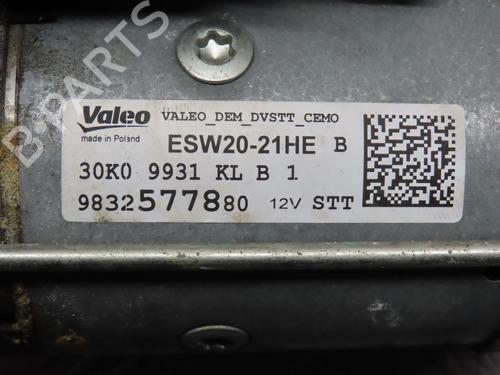 Valeo VALEO_DEM_DVSTT_CEMO
made in Poland ESW20-21HE B
30K0 9931 KL B 1
9832577880 12V STT
B-PARTS